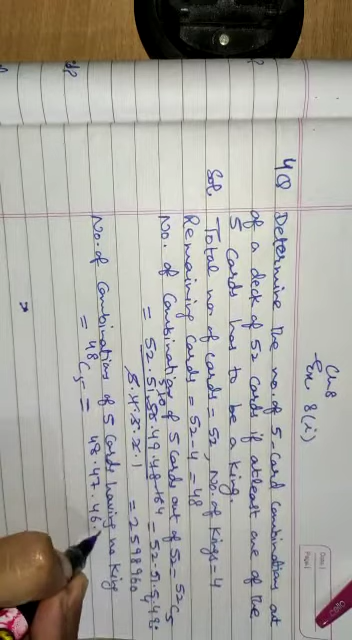 Ch 8
Ex 8(i)
4Q Determine the no. of 5-card combinations out
of a deck of 52 cards if atleast one of the
5 cards has to be a king.
Sol. Total no of cards = 52, No. of kings = 4
Remaining cards = 52-4 = 48
No. of Combination of 5 cards out of 52 = 52C5
= 52.51.50.49.48
5.4.3.2.1
= 2598960
No. of Combinations of 5 Cards having no king
= 48C5 = 48.47.46.